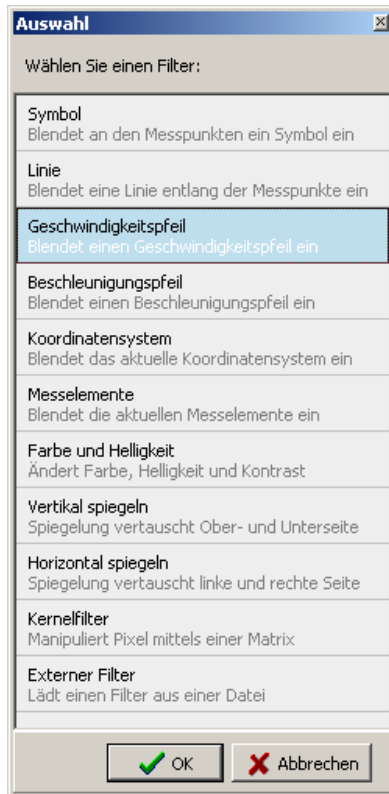 Auswahl
Wählen Sie einen Filter:
Symbol
Blendet an den Messpunkten ein Symbol ein
Linie
Blendet eine Linie entlang der Messpunkte ein
Geschwindigkeitspfeil
Blendet einen Geschwindigkeitspfeil ein
Beschleunigungspfeil
Blendet einen Beschleunigungspfeil ein
Koordinatensystem
Blendet das aktuelle Koordinatensystem ein
Messelemente
Blendet die aktuellen Messelemente ein
Farbe und Helligkeit
Ändert Farbe, Helligkeit und Kontrast
Vertikal spiegeln
Spiegelung vertauscht Ober- und Unterseite
Horizontal spiegeln
Spiegelung vertauscht linke und rechte Seite
Kernelfilter
Manipuliert Pixel mittels einer Matrix
Externer Filter
Lädt einen Filter aus einer Datei
OK
Abbrechen